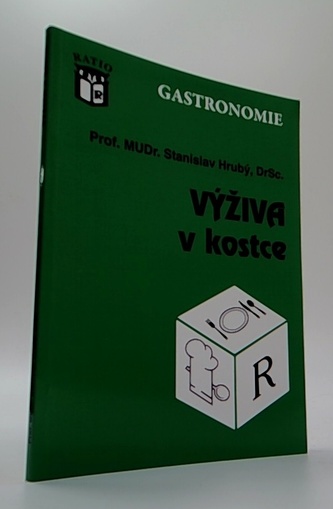 RATIO
R
GASTRONOMIE
Prof. MUDr. Stanislav Hrubý, DrSc.
VÝŽIVA
v kostce
R